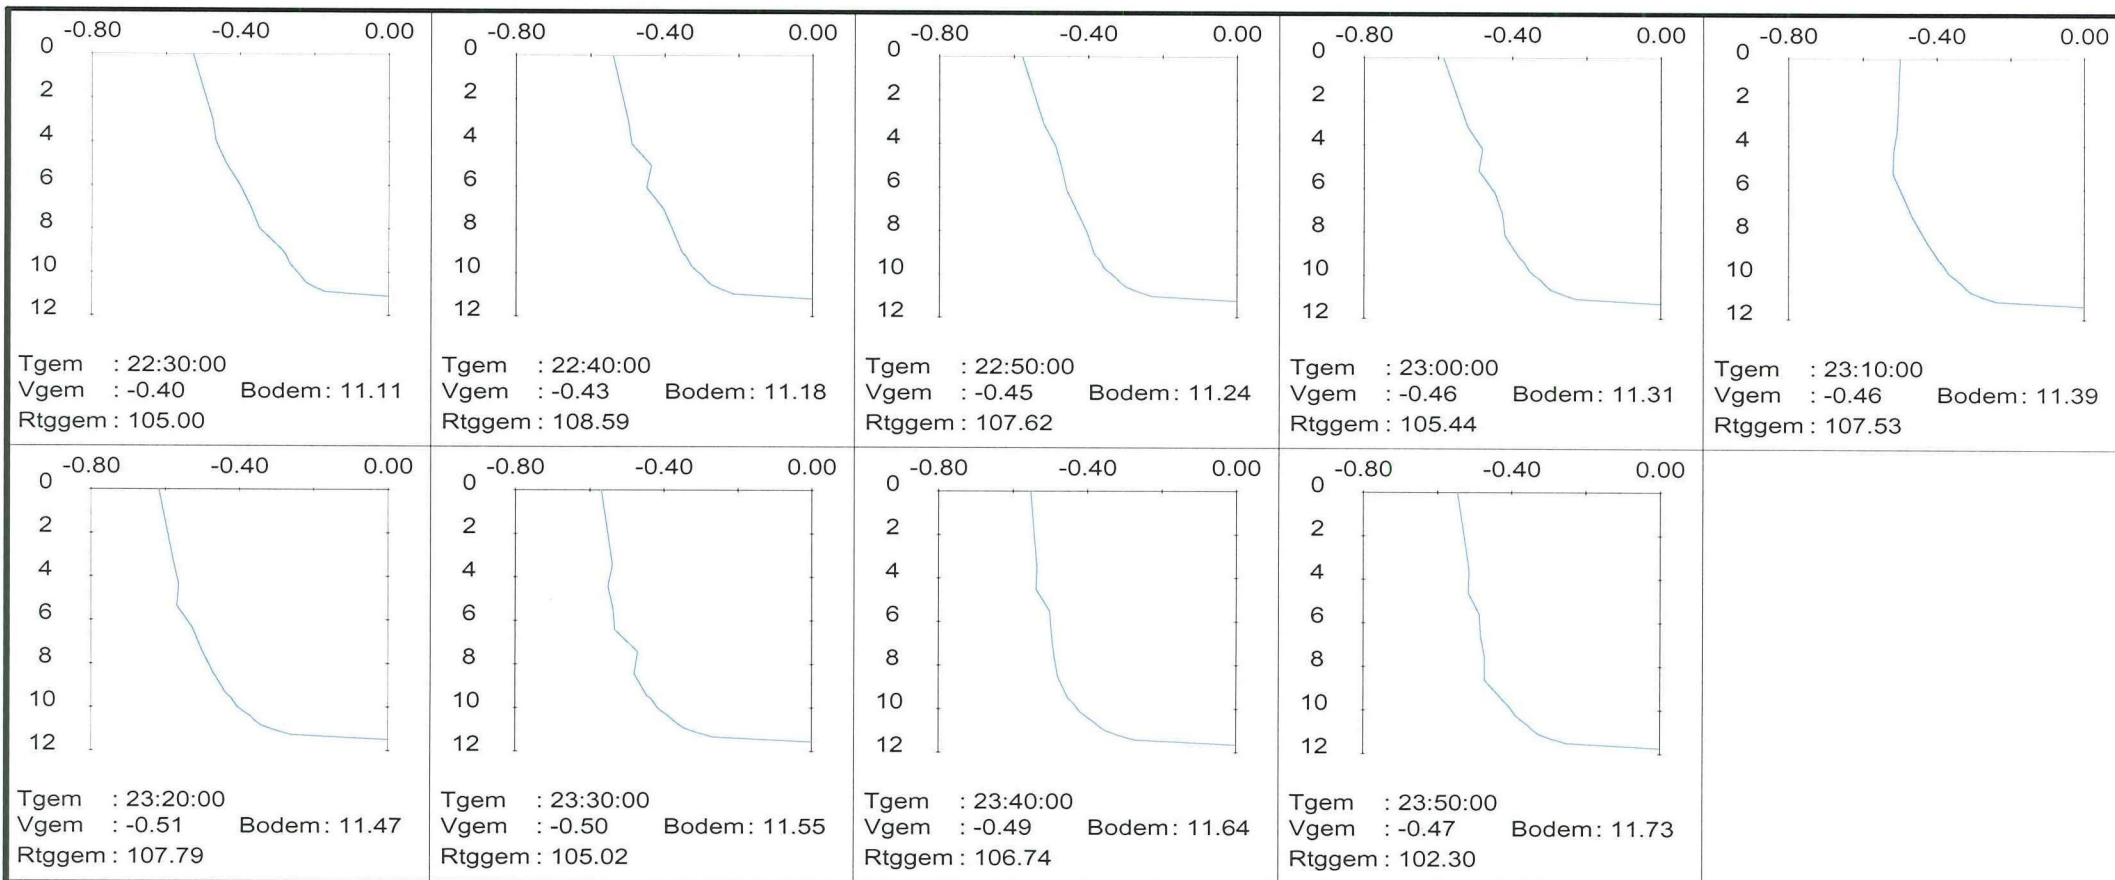 -0.80 -0.40 0.00
0
2
4
6
8
10
12
Tgem : 22:30:00
Vgem : -0.40 Bodem: 11.11
Rtggem : 105.00
-0.80 -0.40 0.00
0
2
4
6
8
10
12
Tgem : 22:40:00
Vgem : -0.43 Bodem: 11.18
Rtggem : 108.59
-0.80 -0.40 0.00
0
2
4
6
8
10
12
Tgem : 22:50:00
Vgem : -0.45 Bodem: 11.24
Rtggem : 107.62
-0.80 -0.40 0.00
0
2
4
6
8
10
12
Tgem : 23:00:00
Vgem : -0.46 Bodem: 11.31
Rtggem : 105.44
-0.80 -0.40 0.00
0
2
4
6
8
10
12
Tgem : 23:10:00
Vgem : -0.46 Bodem: 11.39
Rtggem : 107.53
-0.80 -0.40 0.00
0
2
4
6
8
10
12
Tgem : 23:20:00
Vgem : -0.51 Bodem: 11.47
Rtggem : 107.79
-0.80 -0.40 0.00
0
2
4
6
8
10
12
Tgem : 23:30:00
Vgem : -0.50 Bodem: 11.55
Rtggem : 105.02
-0.80 -0.40 0.00
0
2
4
6
8
10
12
Tgem : 23:40:00
Vgem : -0.49 Bodem: 11.64
Rtggem : 106.74
-0.80 -0.40 0.00
0
2
4
6
8
10
12
Tgem : 23:50:00
Vgem : -0.47 Bodem: 11.73
Rtggem : 102.30